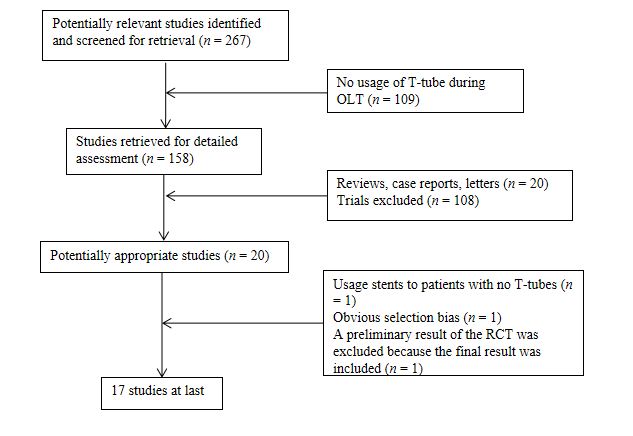 Potentially relevant studies identified
and screened for retrieval (n = 267)
No usage of T-tube during
OLT (n = 109)
Studies retrieved for detailed
assessment (n = 158)
Reviews, case reports, letters (n = 20)
Trials excluded (n = 108)
Potentially appropriate studies (n = 20)
Usage stents to patients with no T-tubes (n
= 1)
Obvious selection bias (n = 1)
A preliminary result of the RCT was
excluded because the final result was
included (n = 1)
17 studies at last